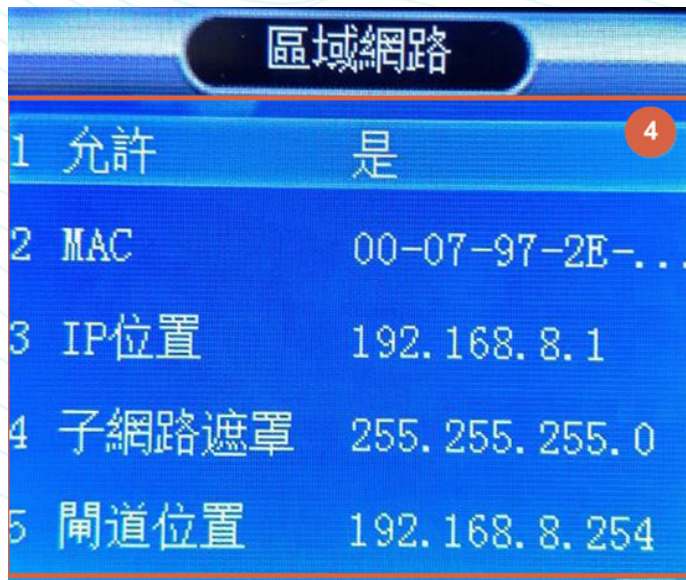 區域網路
4
1 允許 是
2 MAC 00-07-97-2E-...
3 IP位置 192.168.8.1
4 子網路遮罩 255.255.255.0
5 閘道位置 192.168.8.254